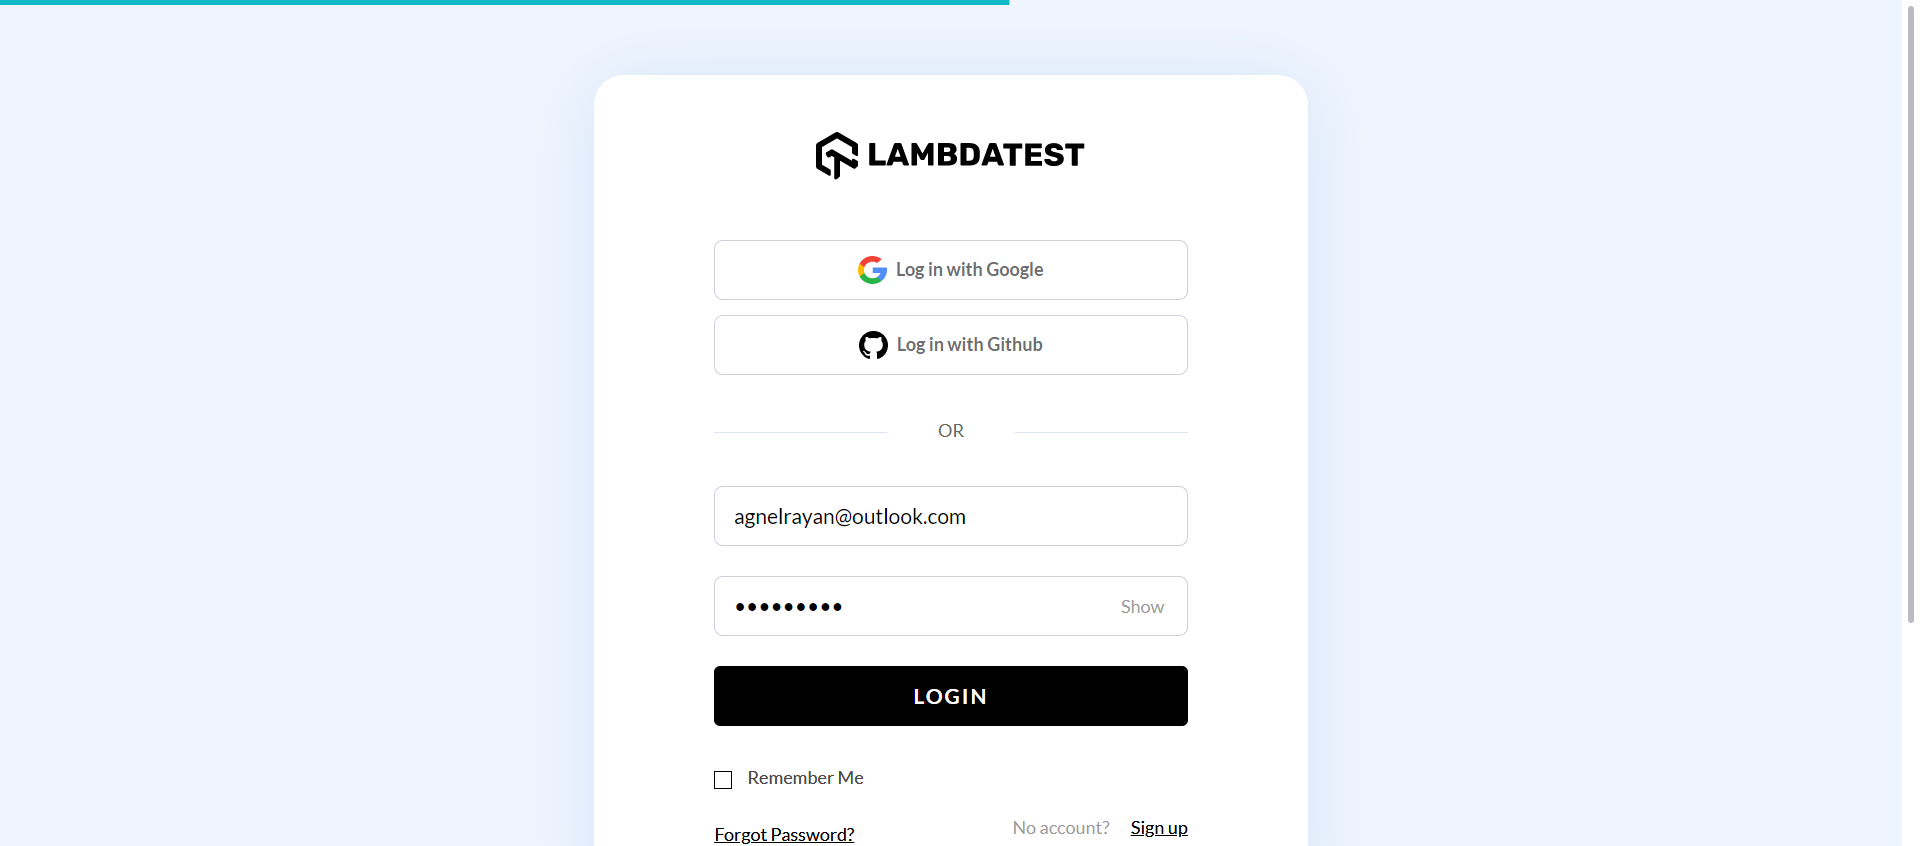 LAMBDATEST
Log in with Google
Log in with Github
OR
agnelrayan@outlook.com
•••••••••
Show
LOGIN
Remember Me
Forgot Password?
No account? Sign up